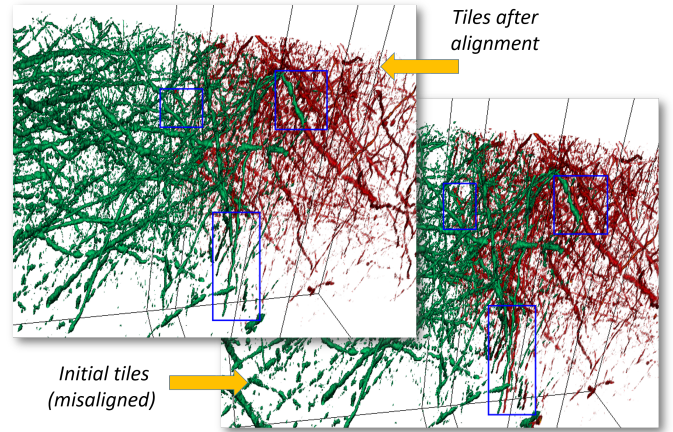 Tiles after
alignment
Initial tiles
(misaligned)